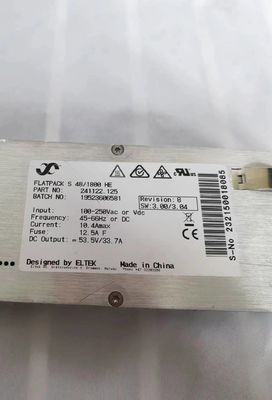 FLATPACK S 48/1800 HE
PART NO: 241122.125
BATCH NO: 19523606581
Revision: B
SW:3.00/3.04
Input: 100-250Vac or Vdc
Frequency: 45-66Hz or DC
Current: 10.4Amax
Fuse: 12.5A F
DC Output: ⎓ 53.5V/33.7A
Designed by ELTEK
Made in China
S-No 232150018085